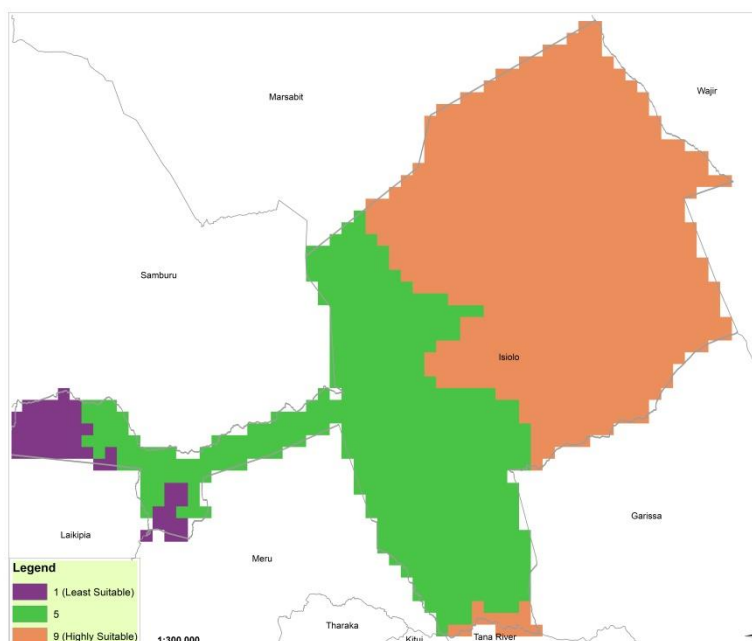 Marsabit
Wajir
Samburu
Isiolo
Garissa
Laikipia
Meru
Legend
1 (Least Suitable)
5
9 (Highly Suitable)
Tharaka
Kitui
Tana River
1:300,000